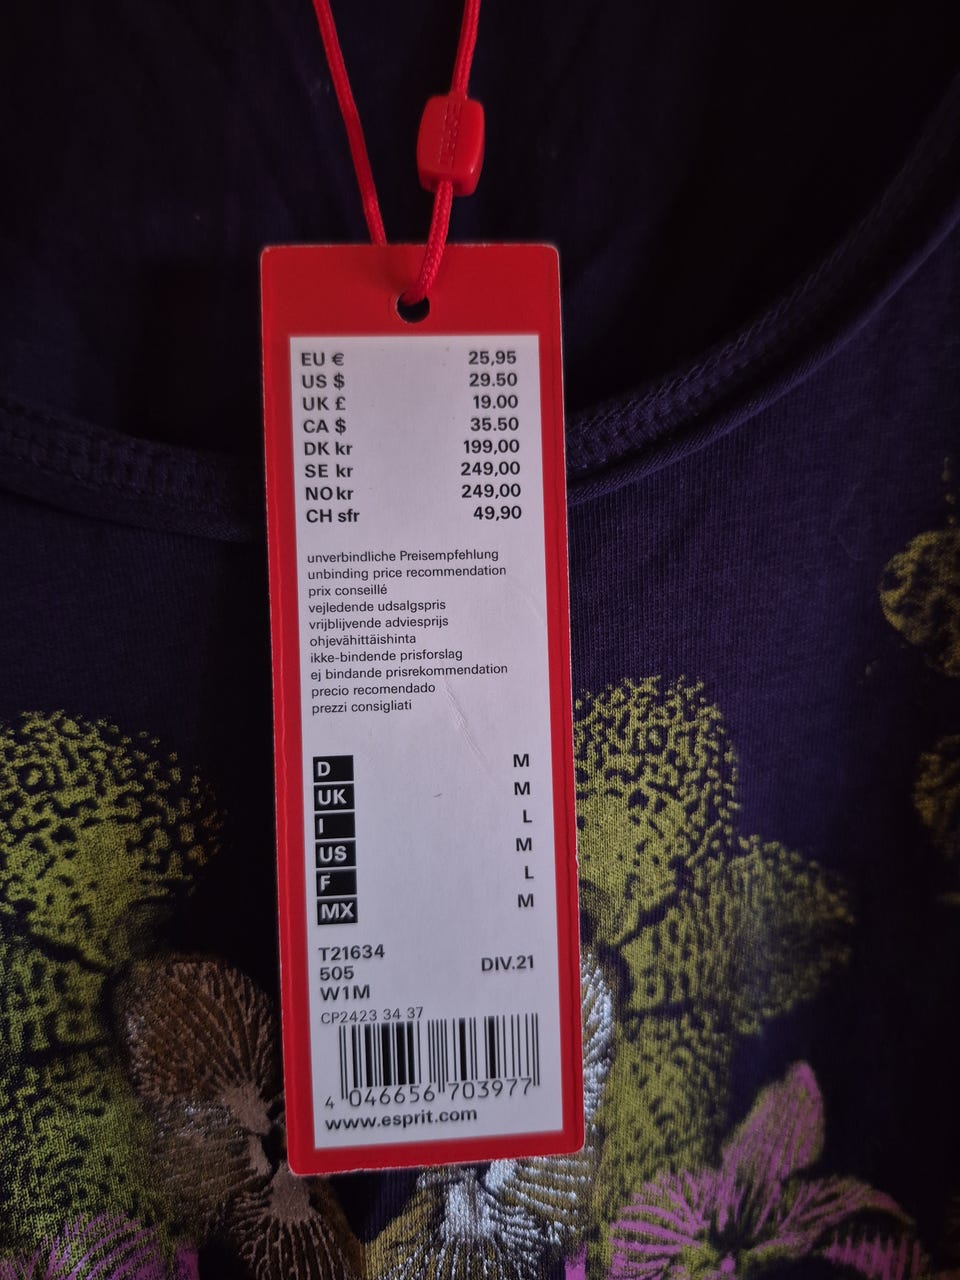 EU € 25,95
US $ 29.50
UK £ 19.00
CA $ 35.50
DK kr 199,00
SE kr 249,00
NO kr 249,00
CH sfr 49,90
unverbindliche Preisempfehlung
unbinding price recommendation
prix conseillé
vejledende udsalgspris
vrijblijvende adviesprijs
ohjevähittäishinta
ikke-bindende prisforslag
ej bindande prisrekommendation
precio recomendado
prezzi consigliati
D M
UK M
I L
US M
F L
MX M
T21634
505 DIV.21
W1M
CP2423 34 37
4 046656 703977
www.esprit.com